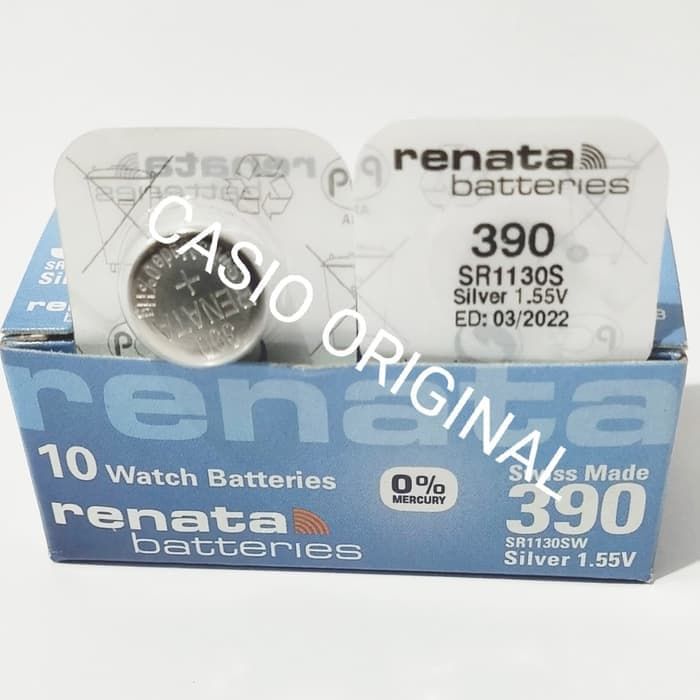 renata
batteries
390
SR1130S
Silver 1.55V
ED: 03/2022
RENATA
CASIO ORIGINAL
renata
10 Watch Batteries
0%
MERCURY
Swiss Made
390
SR1130SW
Silver 1.55V
renata
batteries